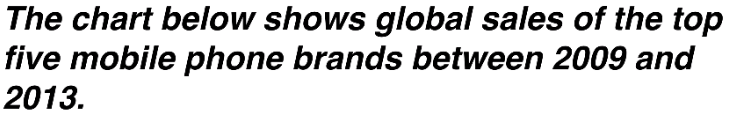 The chart below shows global sales of the top
five mobile phone brands between 2009 and
2013.